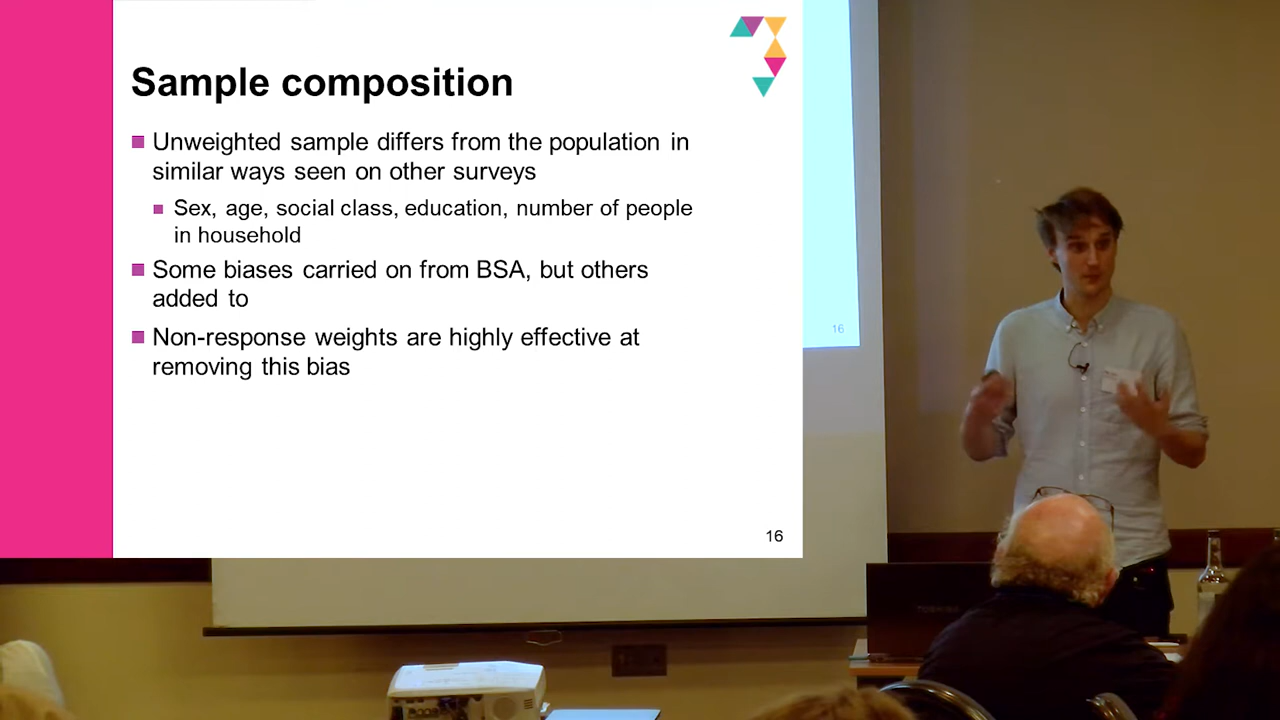 Sample composition
Unweighted sample differs from the population in
similar ways seen on other surveys
Sex, age, social class, education, number of people
in household
Some biases carried on from BSA, but others
added to
Non-response weights are highly effective at
removing this bias
16
16
TOSHIBA